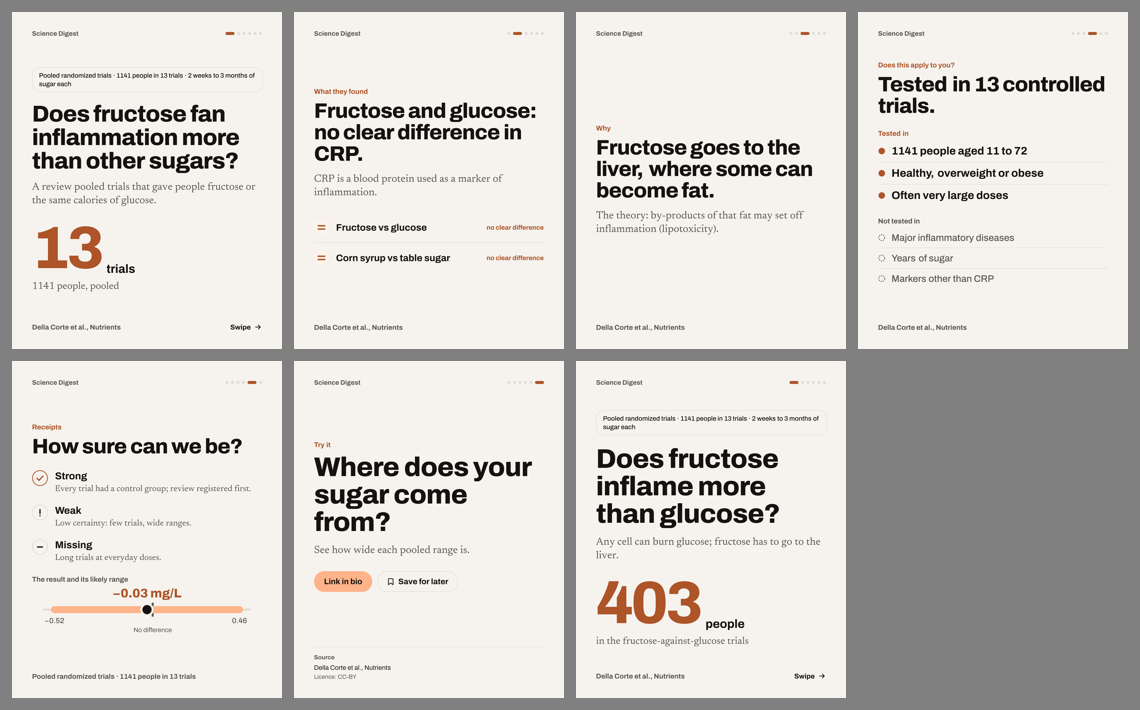 Science Digest
Pooled randomized trials · 1141 people in 13 trials · 2 weeks to 3 months of
sugar each
Does fructose fan
inflammation more
than other sugars?
A review pooled trials that gave people fructose or
the same calories of glucose.
13 trials
1141 people, pooled
Della Corte et al., Nutrients
Swipe →
Science Digest
What they found
Fructose and glucose:
no clear difference in
CRP.
CRP is a blood protein used as a marker of
inflammation.
= Fructose vs glucose no clear difference
= Corn syrup vs table sugar no clear difference
Della Corte et al., Nutrients
Science Digest
Why
Fructose goes to the
liver, where some can
become fat.
The theory: by-products of that fat may set off
inflammation (lipotoxicity).
Della Corte et al., Nutrients
Science Digest
Does this apply to you?
Tested in 13 controlled
trials.
Tested in
1141 people aged 11 to 72
Healthy, overweight or obese
Often very large doses
Not tested in
Major inflammatory diseases
Years of sugar
Markers other than CRP
Della Corte et al., Nutrients
Science Digest
Receipts
How sure can we be?
Strong
Every trial had a control group; review registered first.
Weak
Low certainty: few trials, wide ranges.
Missing
Long trials at everyday doses.
The result and its likely range
−0.03 mg/L
−0.52 0.46
No difference
Pooled randomized trials · 1141 people in 13 trials
Science Digest
Try it
Where does your
sugar come
from?
See how wide each pooled range is.
Link in bio
Save for later
Source
Della Corte et al., Nutrients
Licence: CC-BY
Science Digest
Pooled randomized trials · 1141 people in 13 trials · 2 weeks to 3 months of
sugar each
Does fructose
inflame more
than glucose?
Any cell can burn glucose; fructose has to go to the
liver.
403 people
in the fructose-against-glucose trials
Della Corte et al., Nutrients
Swipe →